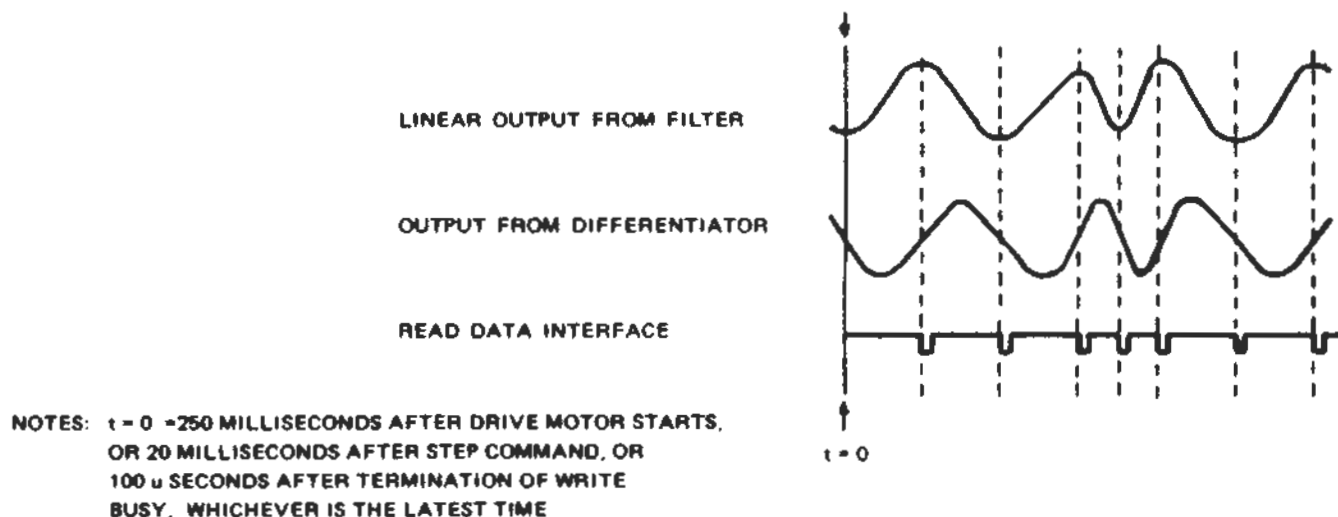 LINEAR OUTPUT FROM FILTER
OUTPUT FROM DIFFERENTIATOR
READ DATA INTERFACE
NOTES: t = 0 =250 MILLISECONDS AFTER DRIVE MOTOR STARTS,
OR 20 MILLISECONDS AFTER STEP COMMAND, OR
100 u SECONDS AFTER TERMINATION OF WRITE
BUSY, WHICHEVER IS THE LATEST TIME
t = 0